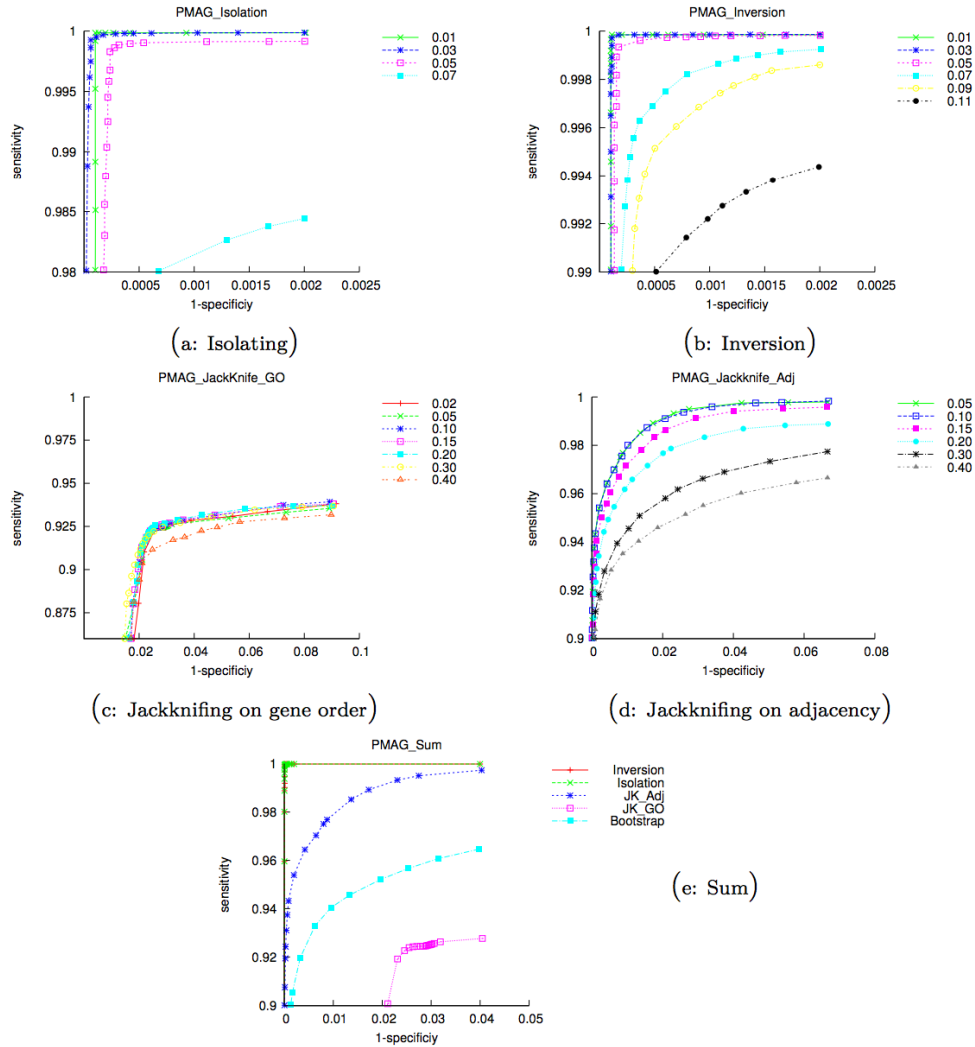 PMAG_Isolation
1
0.995
0.99
0.985
0.98
sensitivity
0.0005 0.001 0.0015 0.002 0.0025
1-specificiy
0.01
0.03
0.05
0.07
(a: Isolating)
PMAG_Inversion
1
0.998
0.996
0.994
0.992
0.99
sensitivity
0.0005 0.001 0.0015 0.002 0.0025
1-specificiy
0.01
0.03
0.05
0.07
0.09
0.11
(b: Inversion)
PMAG_JackKnife_GO
1
0.975
0.95
0.925
0.9
0.875
sensitivity
0.02 0.04 0.06 0.08 0.1
1-specificiy
0.02
0.05
0.10
0.15
0.20
0.30
0.40
(c: Jackknifing on gene order)
PMAG_Jackknife_Adj
1
0.98
0.96
0.94
0.92
0.9
sensitivity
0 0.02 0.04 0.06 0.08
1-specificiy
0.05
0.10
0.15
0.20
0.30
0.40
(d: Jackknifing on adjacency)
PMAG_Sum
1
0.98
0.96
0.94
0.92
0.9
sensitivity
0 0.01 0.02 0.03 0.04 0.05
1-specificiy
Inversion
Isolation
JK_Adj
JK_GO
Bootstrap
(e: Sum)